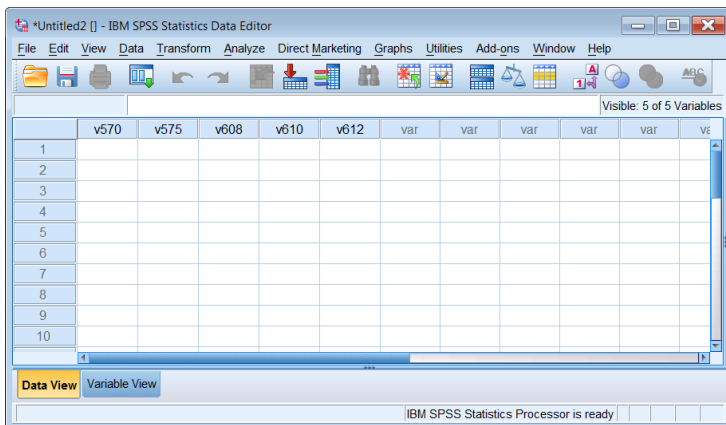 *Untitled2 [] - IBM SPSS Statistics Data Editor
File Edit View Data Transform Analyze Direct Marketing Graphs Utilities Add-ons Window Help
Visible: 5 of 5 Variables
v570 v575 v608 v610 v612 var var var var var va
1
2
3
4
5
6
7
8
9
10
Data View Variable View
IBM SPSS Statistics Processor is ready